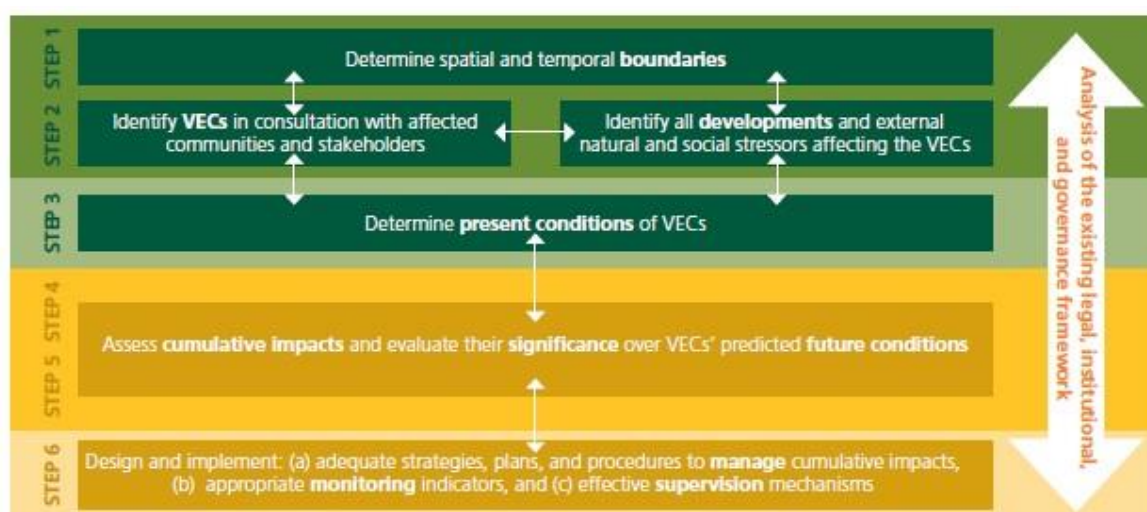 STEP 1
Determine spatial and temporal boundaries
STEP 2
Identify VECs in consultation with affected
communities and stakeholders
Identify all developments and external
natural and social stressors affecting the VECs
STEP 3
Determine present conditions of VECs
STEP 4
STEP 5
Assess cumulative impacts and evaluate their significance over VECs' predicted future conditions
STEP 6
Design and implement: (a) adequate strategies, plans, and procedures to manage cumulative impacts,
(b) appropriate monitoring indicators, and (c) effective supervision mechanisms
Analysis of the existing legal, institutional,
and governance framework